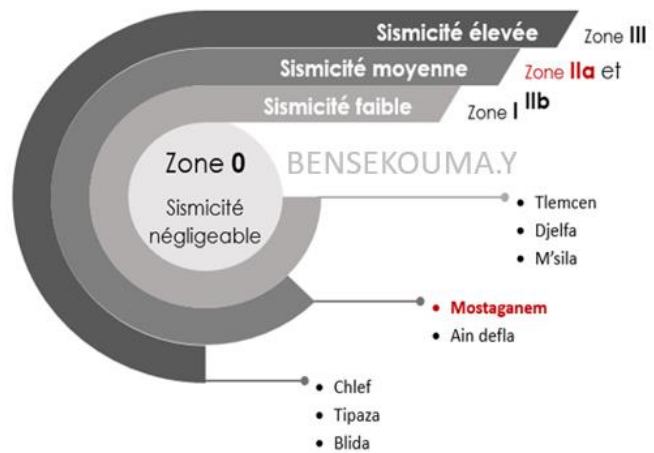 Sismicité élevée Zone III
Sismicité moyenne Zone IIa et
IIb
Sismicité faible Zone I
Zone 0
BENSEKOUMA.Y
Sismicité
négligeable
• Tlemcen
• Djelfa
• M'sila
• Mostaganem
• Ain defla
• Chlef
• Tipaza
• Blida